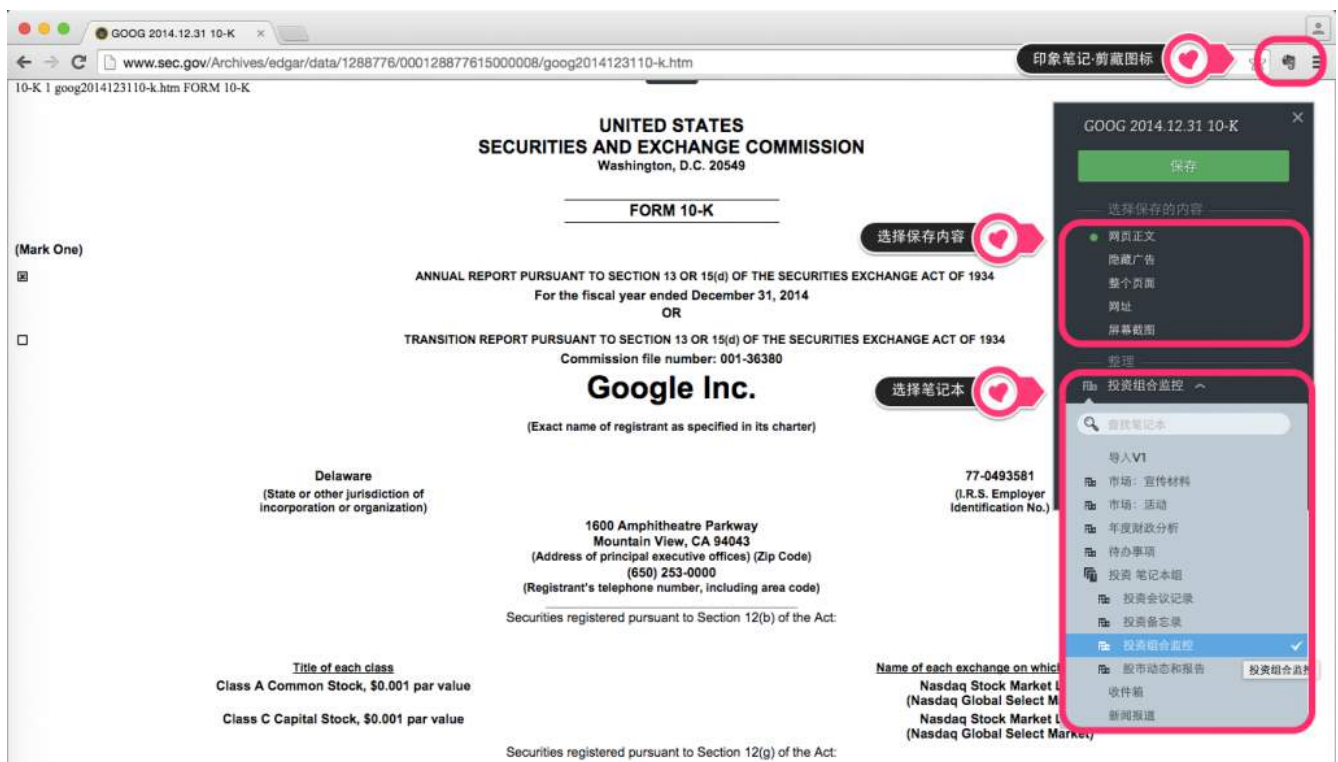 GOOG 2014.12.31 10-K
www.sec.gov/Archives/edgar/data/1288776/000128877615000008/goog2014123110-k.htm
印象笔记·剪藏图标
10-K 1 goog2014123110-k.htm FORM 10-K
UNITED STATES
SECURITIES AND EXCHANGE COMMISSION
Washington, D.C. 20549
FORM 10-K
(Mark One)
ANNUAL REPORT PURSUANT TO SECTION 13 OR 15(d) OF THE SECURITIES EXCHANGE ACT OF 1934
For the fiscal year ended December 31, 2014
OR
TRANSITION REPORT PURSUANT TO SECTION 13 OR 15(d) OF THE SECURITIES EXCHANGE ACT OF 1934
Commission file number: 001-36380
Google Inc.
(Exact name of registrant as specified in its charter)
Delaware
(State or other jurisdiction of
incorporation or organization)
77-0493581
(I.R.S. Employer
Identification No.)
1600 Amphitheatre Parkway
Mountain View, CA 94043
(Address of principal executive offices) (Zip Code)
(650) 253-0000
(Registrant's telephone number, including area code)
Securities registered pursuant to Section 12(b) of the Act:
Title of each class
Class A Common Stock, $0.001 par value
Class C Capital Stock, $0.001 par value
Name of each exchange on whic
Nasdaq Stock Market L
(Nasdaq Global Select M
Nasdaq Stock Market L
(Nasdaq Global Select Market)
Securities registered pursuant to Section 12(g) of the Act:
GOOG 2014.12.31 10-K
保存
选择保存的内容
选择保存内容
网页正文
隐藏广告
整个页面
网址
屏幕截图
整理
选择笔记本
投资组合监控
查找笔记本
导入V1
市场：宣传材料
市场：活动
年度财政分析
待办事项
投资 笔记本组
投资会议记录
投资备忘录
投资组合监控
股市动态和报告
投资组合监控
收件箱
新闻报道